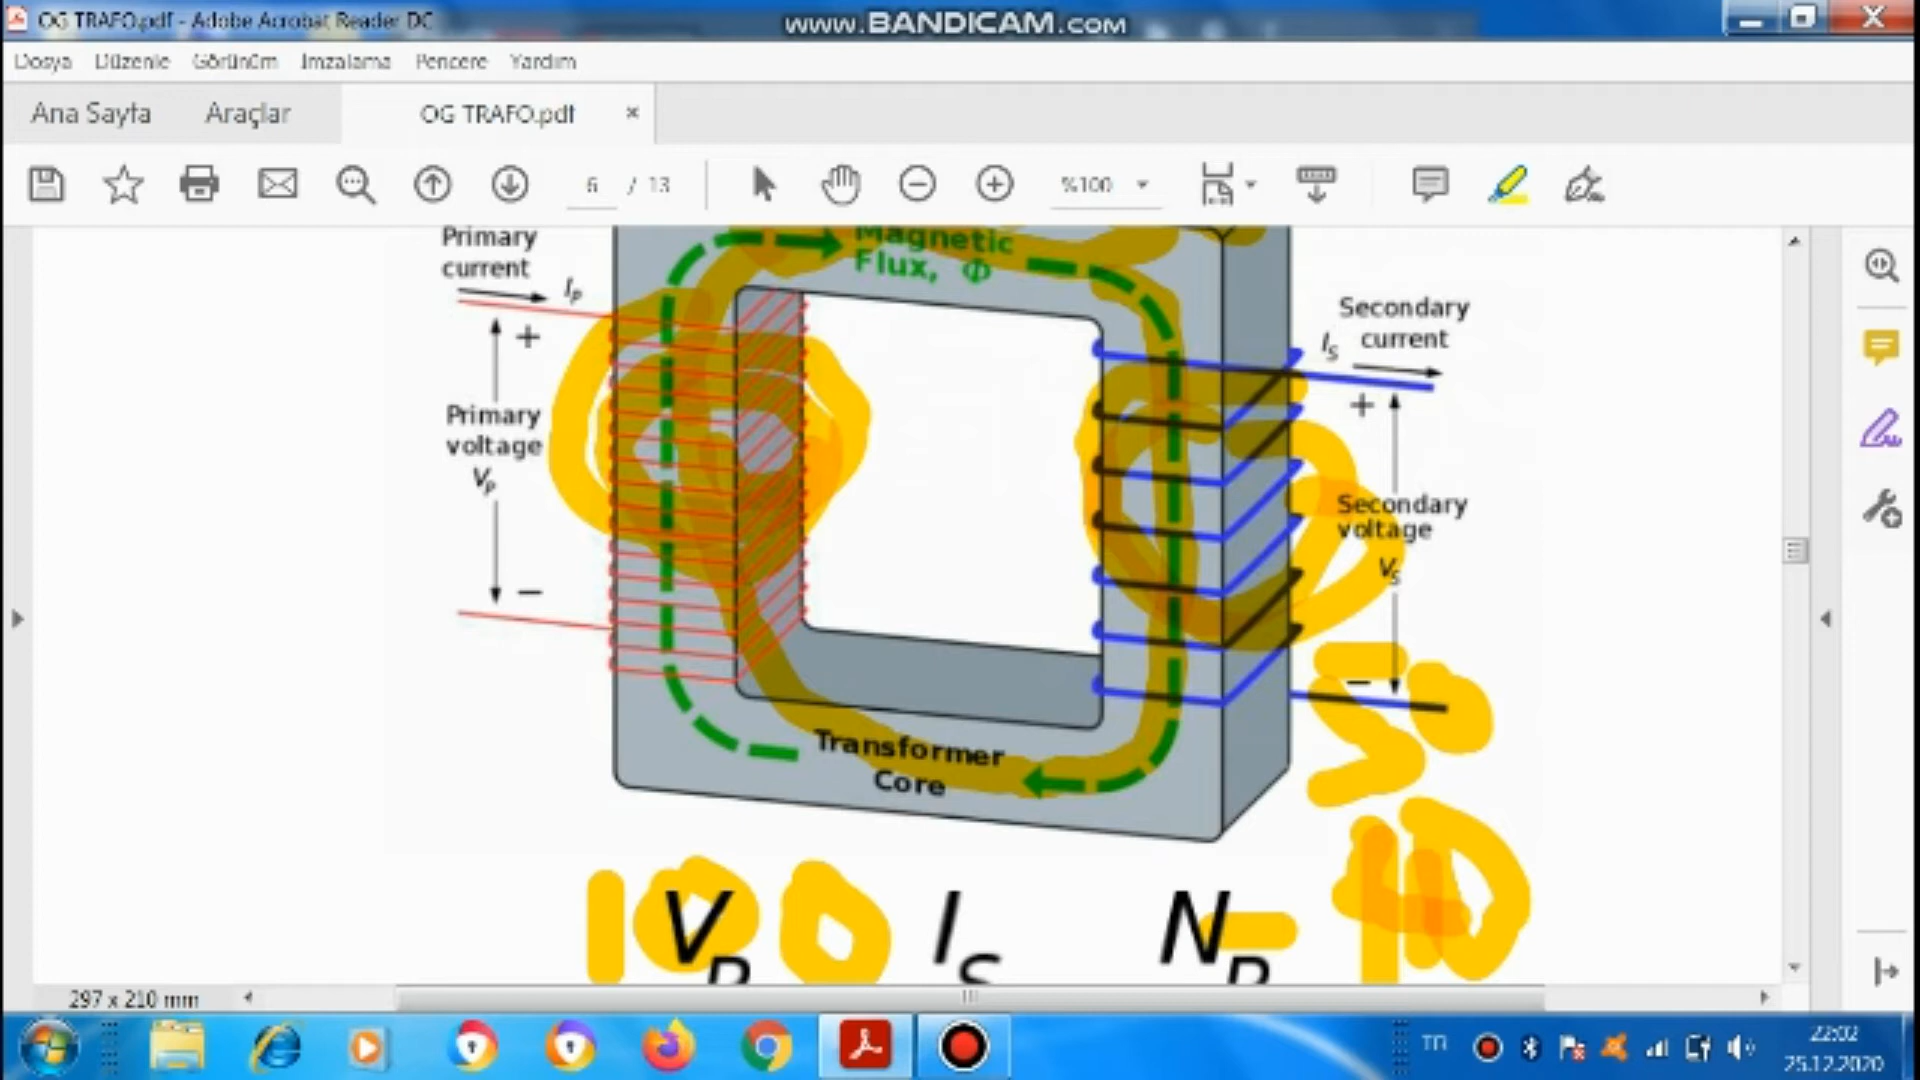 OG TRAFO.pdf - Adobe Acrobat Reader DC
www.BANDICAM.com
Dosya Düzenle Görünüm İmzalama Pencere Yardım
Ana Sayfa Araçlar OG TRAFO.pdf ×
6 / 13 %100
Magnetic
Flux, Φ
Primary
current
IP
+
Primary
voltage
VP
−
Secondary
current
IS
+
Secondary
voltage
VS
−
Transformer
Core
50
100 - 40
VP IS NP
297 x 210 mm
TR
22:02
25.12.2020